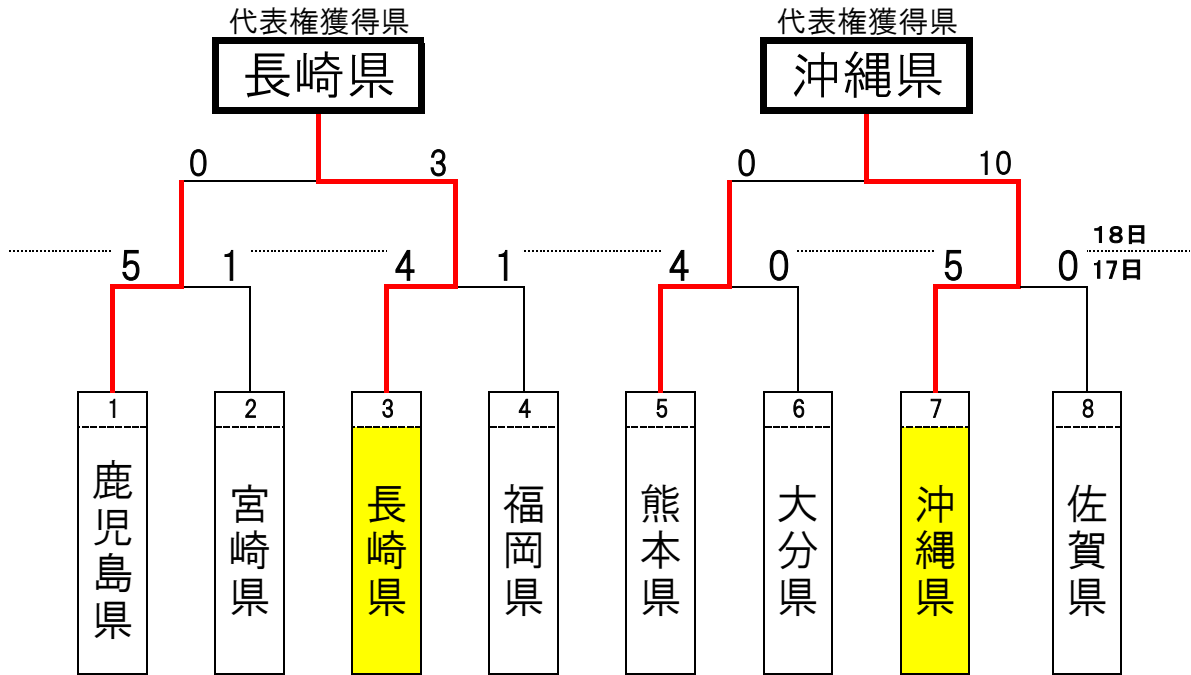 代表権獲得県 代表権獲得県
長崎県 沖縄県
0 3 0 10
18日
5 1 4 1 4 0 5 0 17日
1 2 3 4 5 6 7 8
鹿児島県
宮崎県
長崎県
福岡県
熊本県
大分県
沖縄県
佐賀県